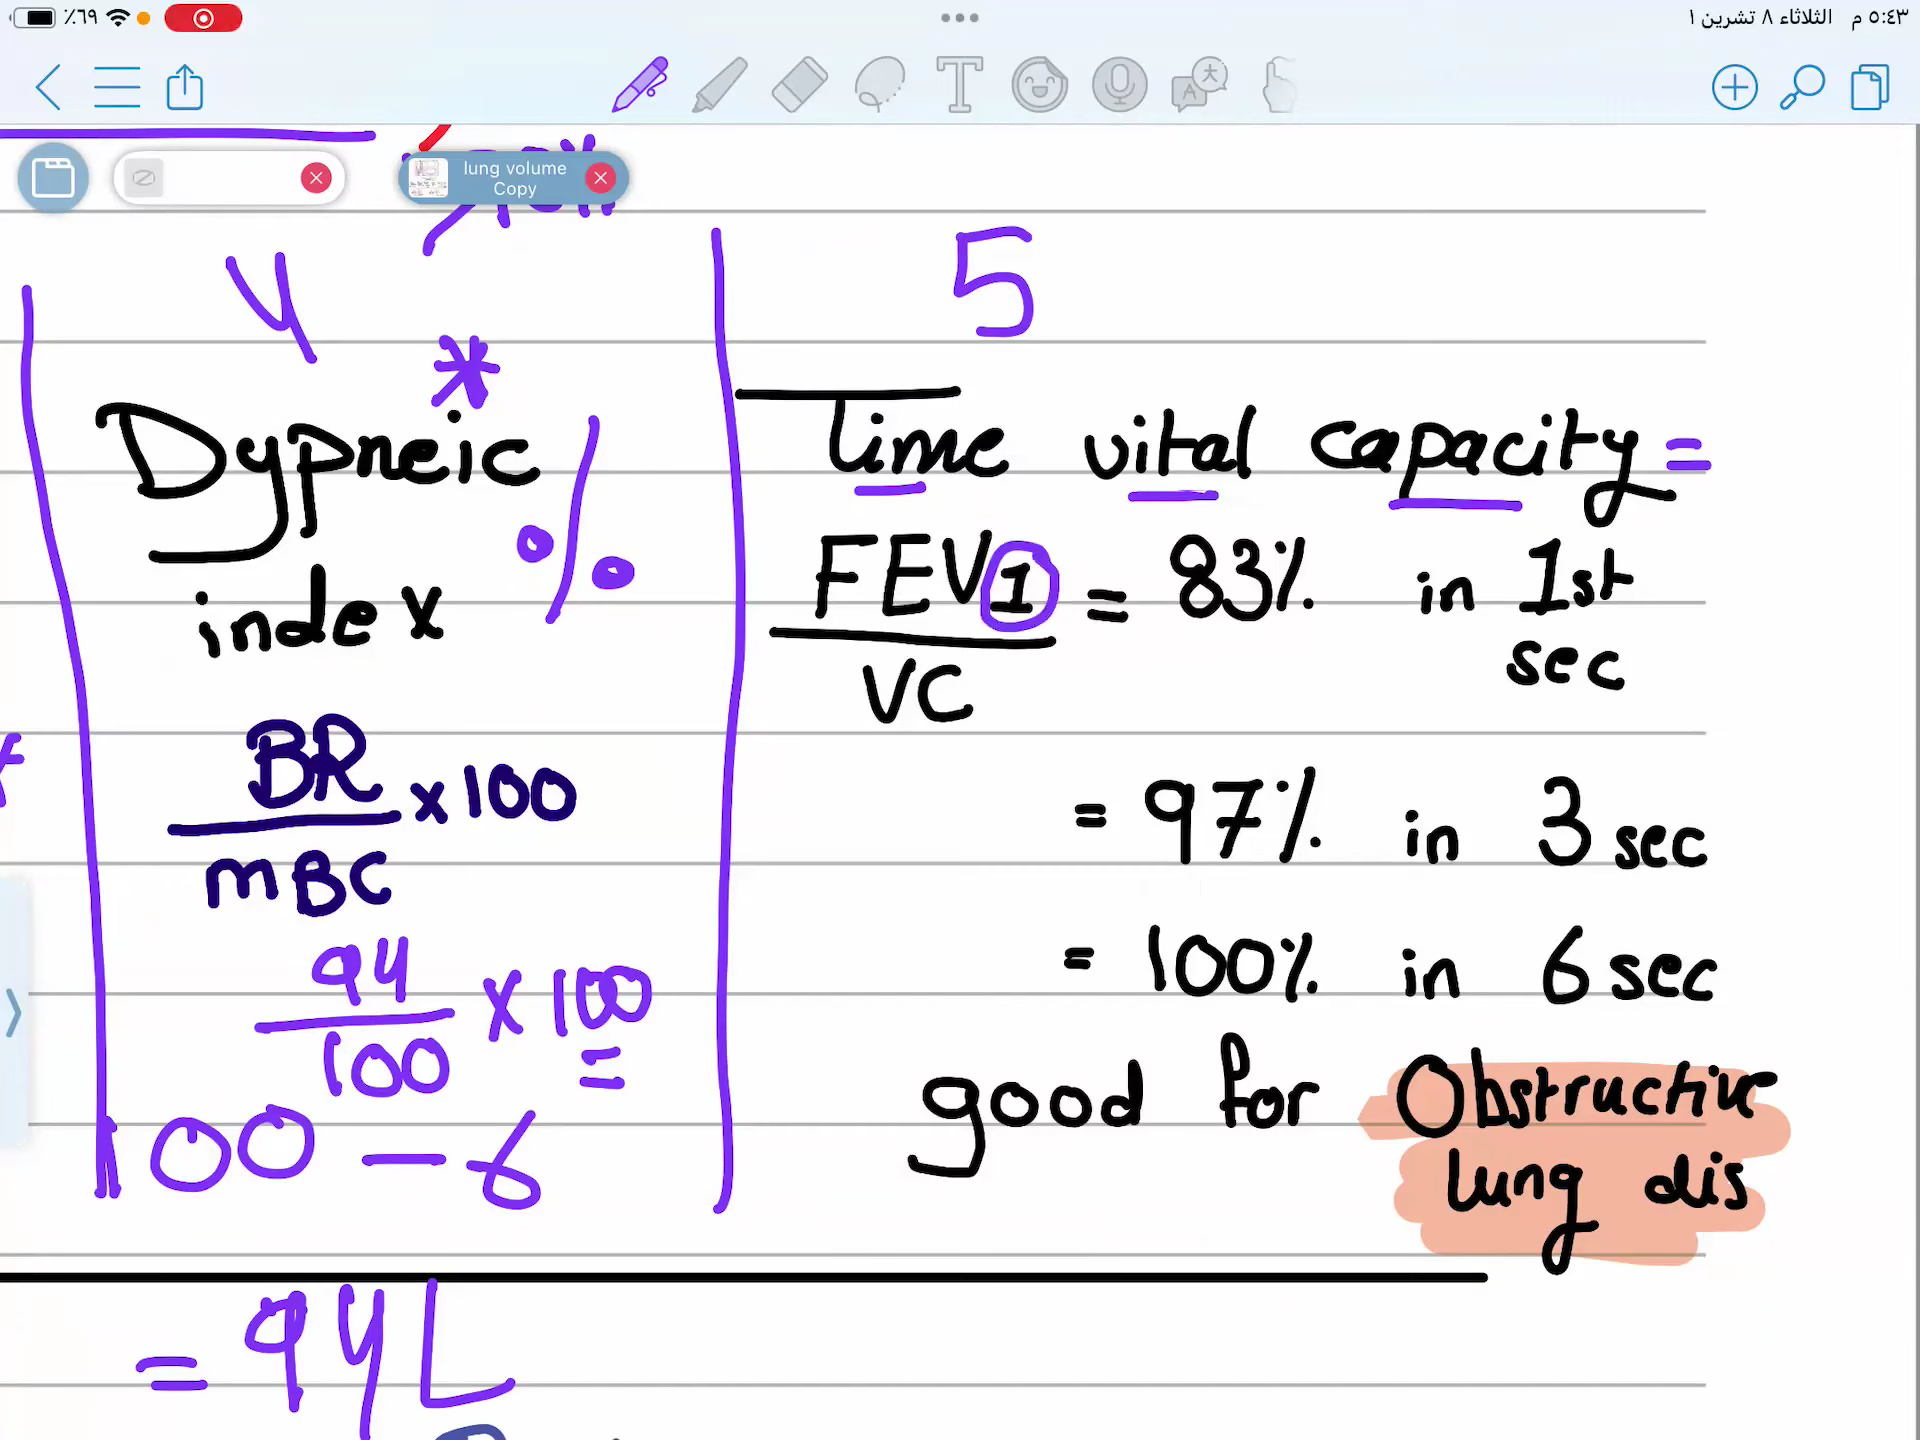 ٪٦٩
٥:٤٣ م الثلاثاء ٨ تشرين ١
lung volume
Copy
4
*
Dypneic %
index
BR
x 100
mBC
94
x 100
100
=
100 - 6
= 94 L
5
Time vital capacity =
FEV1 = 83% in 1st
VC sec
= 97% in 3 sec
= 100% in 6 sec
good for Obstructive
lung dis